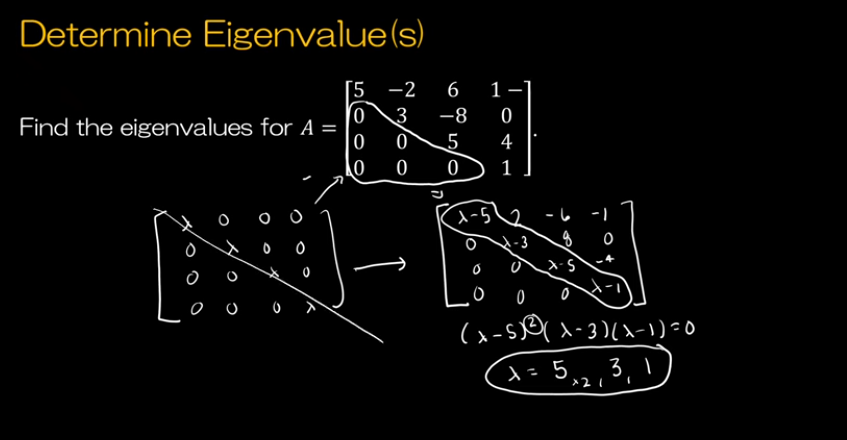 Determine Eigenvalue(s)
Find the eigenvalues for A = [5 −2 6 1 −
0 3 −8 0
0 0 5 4
0 0 0 1].
λ 0 0 0
0 λ 0 0
0 0 λ 0
0 0 0 λ
λ-5 2 -6 -1
0 λ-3 8 0
0 0 λ-5 -4
0 0 0 λ-1
(λ-5)²(λ-3)(λ-1)=0
λ = 5ₓ₂, 3, 1